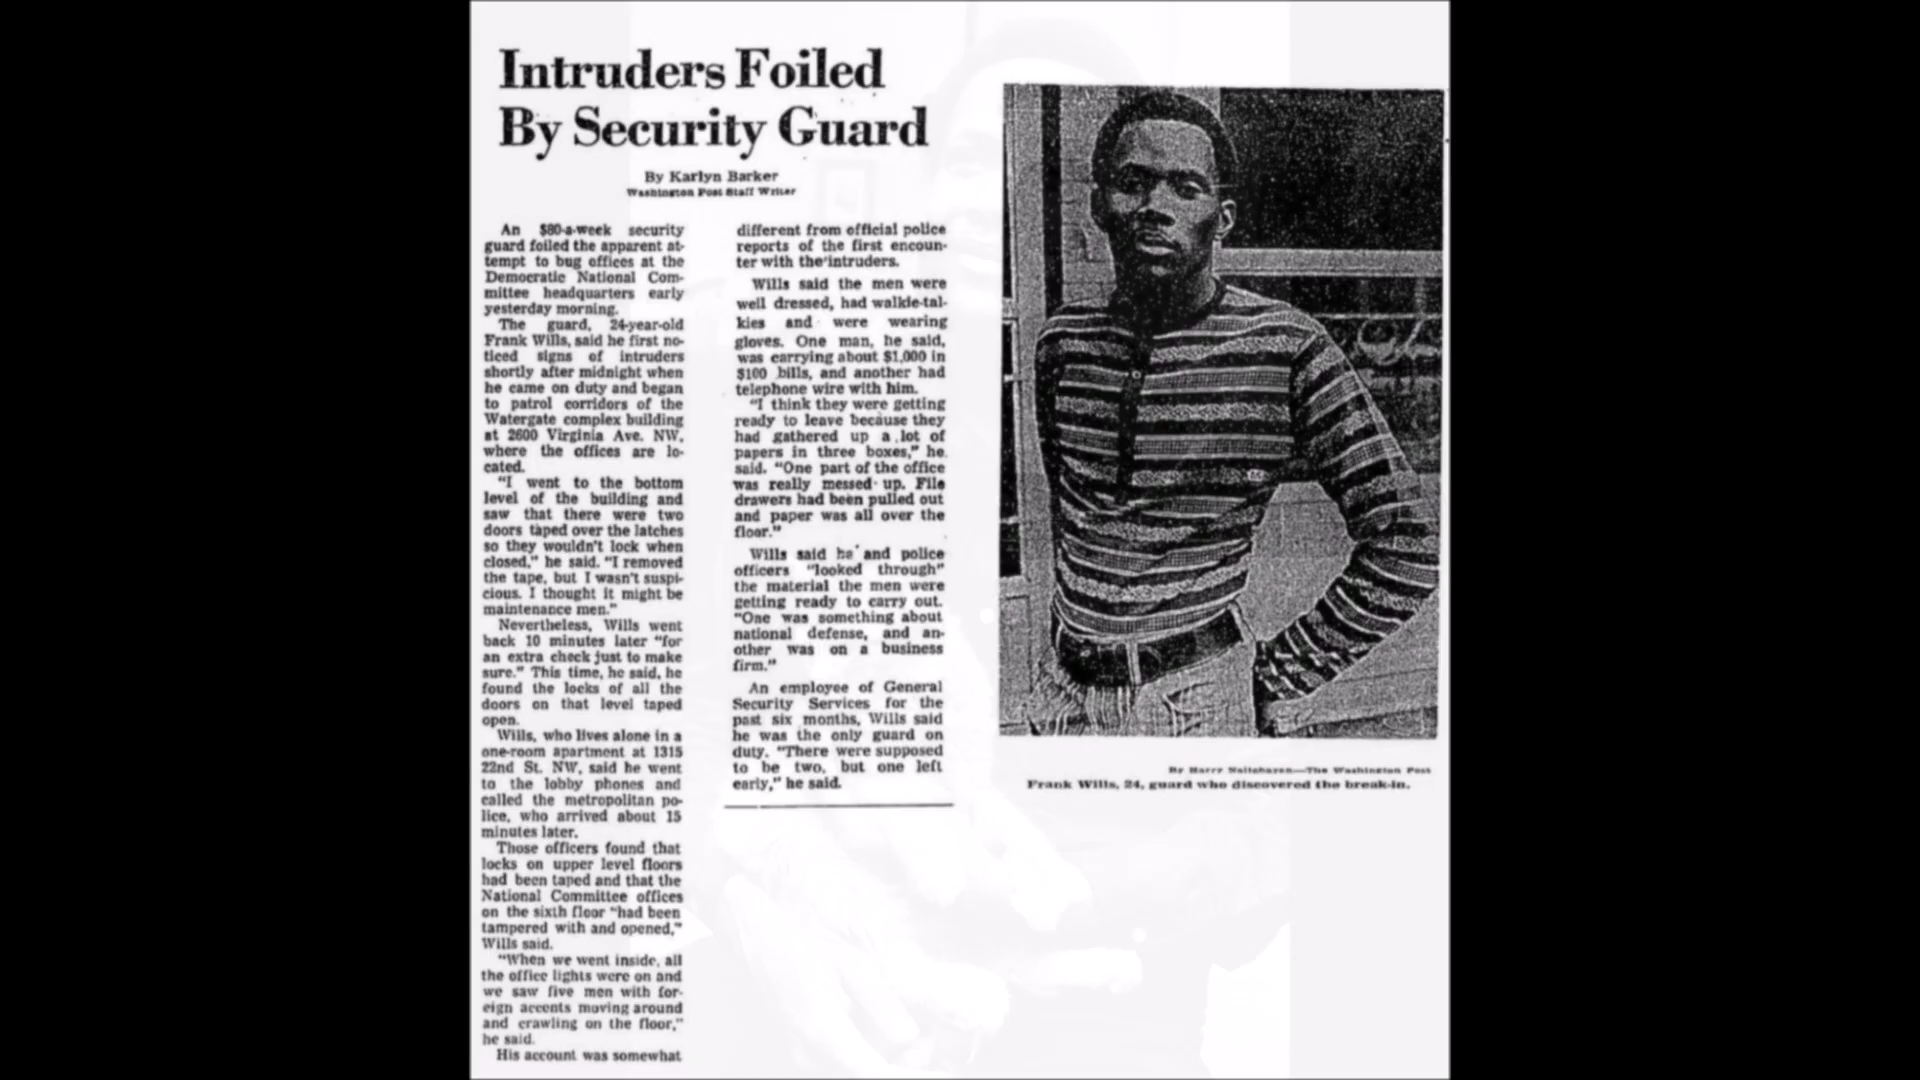 Intruders Foiled
By Security Guard
By Karlyn Barker
Washington Post Staff Writer
An $80-a-week security
guard foiled the apparent at-
tempt to bug offices at the
Democratic National Com-
mittee headquarters early
yesterday morning.
The guard, 24-year-old
Frank Wills, said he first no-
ticed signs of intruders
shortly after midnight when
he came on duty and began
to patrol corridors of the
Watergate complex building
at 2600 Virginia Ave. NW,
where the offices are lo-
cated.
"I went to the bottom
level of the building and
saw that there were two
doors taped over the latches
so they wouldn't lock when
closed," he said. "I removed
the tape, but I wasn't suspi-
cious. I thought it might be
maintenance men."
Nevertheless, Wills went
back 10 minutes later "for
an extra check just to make
sure." This time, he said, he
found the locks of all the
doors on that level taped
open.
Wills, who lives alone in a
one-room apartment at 1315
22nd St. NW, said he went
to the lobby phones and
called the metropolitan po-
lice, who arrived about 15
minutes later.
Those officers found that
locks on upper level floors
had been taped and that the
National Committee offices
on the sixth floor "had been
tampered with and opened,"
Wills said.
"When we went inside, all
the office lights were on and
we saw five men with for-
eign accents moving around
and crawling on the floor,"
he said.
His account was somewhat
different from official police
reports of the first encoun-
ter with the intruders.
Wills said the men were
well dressed, had walkie-tal-
kies and were wearing
gloves. One man, he said,
was carrying about $1,000 in
$100 bills, and another had
telephone wire with him.
"I think they were getting
ready to leave because they
had gathered up a lot of
papers in three boxes," he
said. "One part of the office
was really messed up. File
drawers had been pulled out
and paper was all over the
floor."
Wills said he and police
officers "looked through"
the material the men were
getting ready to carry out.
"One was something about
national defense, and an-
other was on a business
firm."
An employee of General
Security Services for the
past six months, Wills said
he was the only guard on
duty. "There were supposed
to be two, but one left
early," he said.
By Harry Naltchayan—The Washington Post
Frank Wills, 24, guard who discovered the break-in.